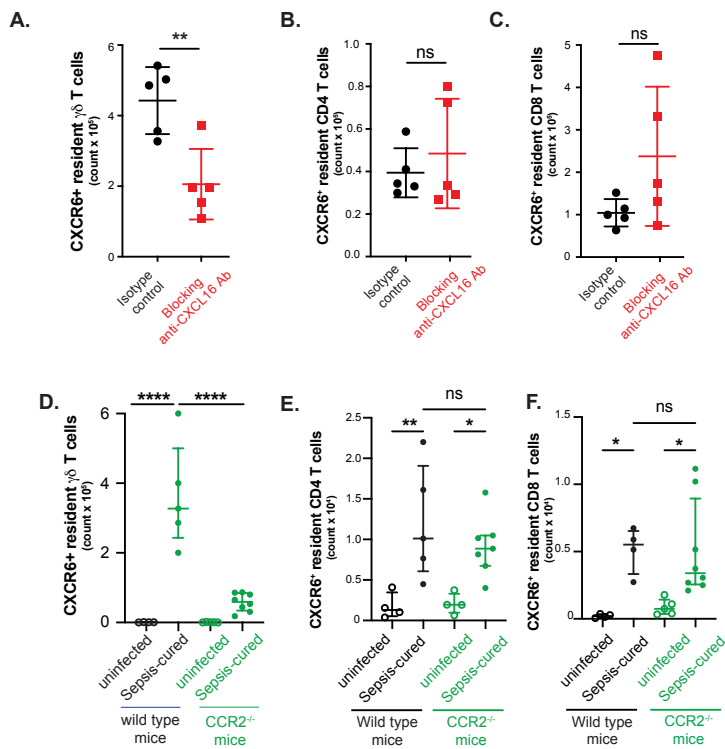 A.
B.
C.
**
ns
ns
CXCR6+ resident γδ T cells
(count x 10⁵)
6
4
2
0
Isotype
control
Blocking
anti-CXCL16 Ab
CXCR6⁺ resident CD4 T cells
(count x 10⁵)
1.0
0.8
0.6
0.4
0.2
0.0
Isotype
control
Blocking
anti-CXCL16 Ab
CXCR6⁺ resident CD8 T cells
(count x 10⁵)
5
4
3
2
1
0
Isotype
control
Blocking
anti-CXCL16 Ab
D.
E.
F.
**** ****
CXCR6+ resident γδ T cells
(count x 10⁵)
6
4
2
0
uninfected
Sepsis-cured
uninfected
Sepsis-cured
wild type
mice
CCR2⁻/⁻
mice
ns
** *
CXCR6⁺ resident CD4 T cells
(count x 10⁴)
2.5
2.0
1.5
1.0
0.5
0.0
uninfected
Sepsis-cured
uninfected
Sepsis-cured
Wild type
mice
CCR2⁻/⁻
mice
ns
* *
CXCR6⁺ resident CD8 T cells
(count x 10⁴)
1.5
1.0
0.5
0
uninfected
Sepsis-cured
uninfected
Sepsis-cured
Wild type
mice
CCR2⁻/⁻
mice